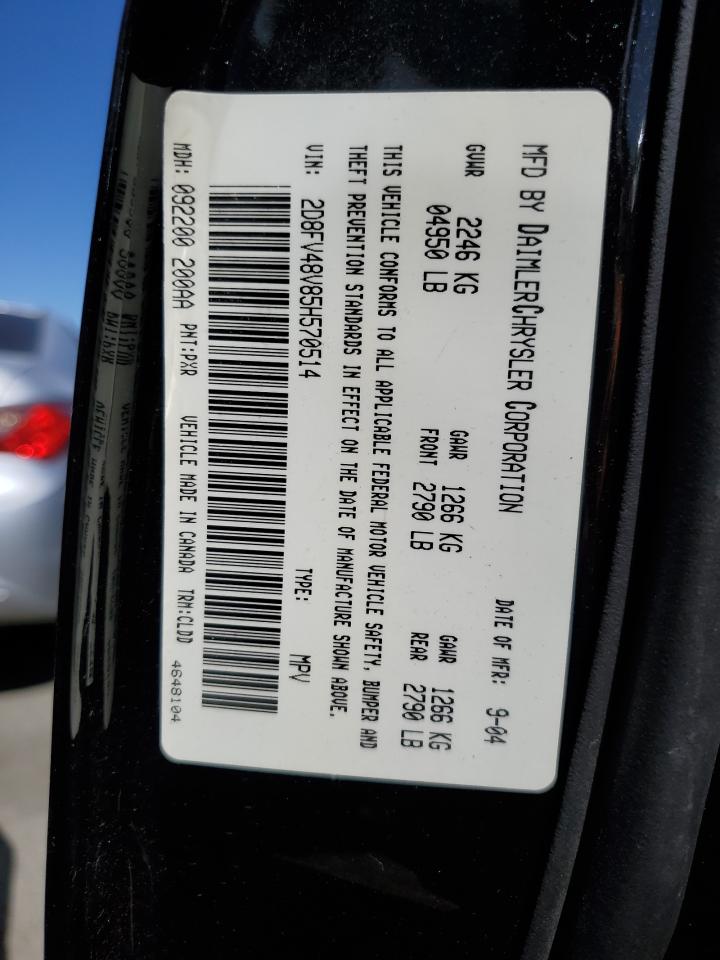 MFD BY DAIMLERCHRYSLER CORPORATION DATE OF MFR: 9-04
GVWR 2246 KG GAWR 1266 KG GAWR 1266 KG
04950 LB FRONT 2790 LB REAR 2790 LB
THIS VEHICLE CONFORMS TO ALL APPLICABLE FEDERAL MOTOR VEHICLE SAFETY, BUMPER AND
THEFT PREVENTION STANDARDS IN EFFECT ON THE DATE OF MANUFACTURE SHOWN ABOVE.
VIN: 2D8FV48V85H570514 TYPE: MPV
MDH: 092200 200AA PNT:PXR VEHICLE MADE IN CANADA TRM:CLDD 4648104